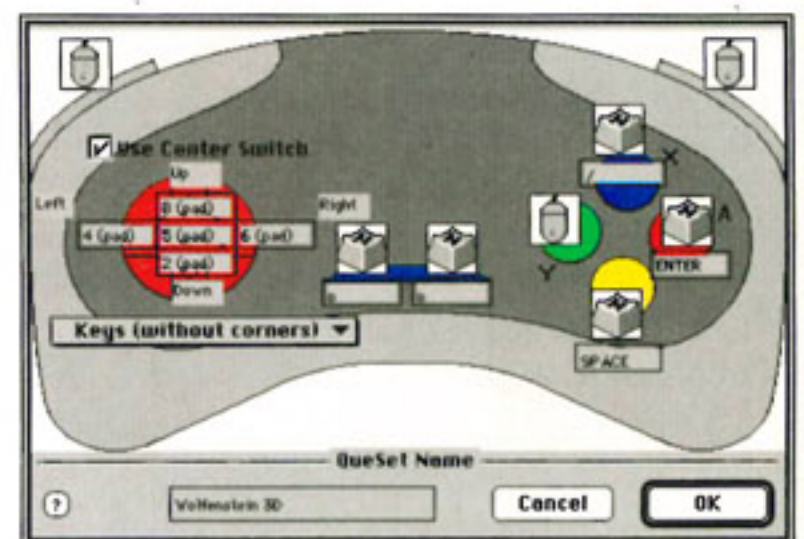 Use Center Switch
Up
Left
8 (pad)
Right
4 (pad) 5 (pad) 6 (pad)
2 (pad)
Down
Keys (without corners)
X
/
A
ENTER
Y
SPACE
QueSet Name
?
Wolfenstein 3D
Cancel
OK